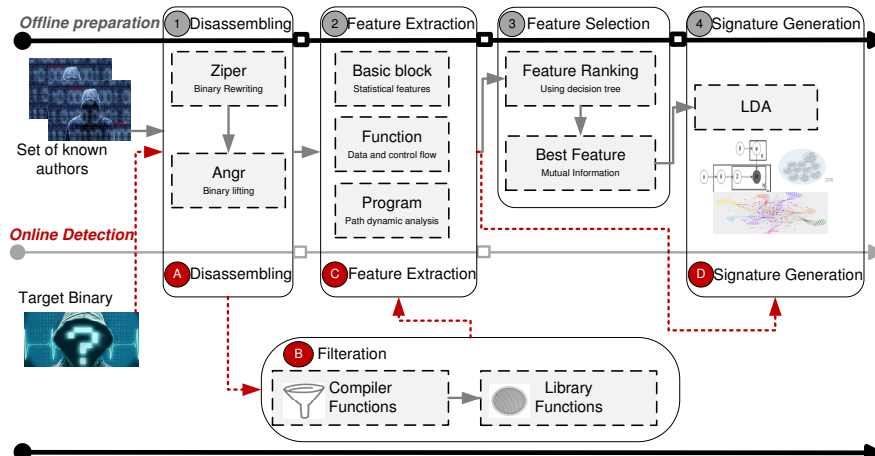 Offline preparation
1 Disassembling
2 Feature Extraction
3 Feature Selection
4 Signature Generation
Set of known
authors
Ziper
Binary Rewriting
Angr
Binary lifting
Basic block
Statistical features
Function
Data and control flow
Program
Path dynamic analysis
Feature Ranking
Using decision tree
Best Feature
Mutual Information
LDA
Online Detection
A Disassembling
C Feature Extraction
D Signature Generation
Target Binary
?
B Filteration
Compiler
Functions
Library
Functions